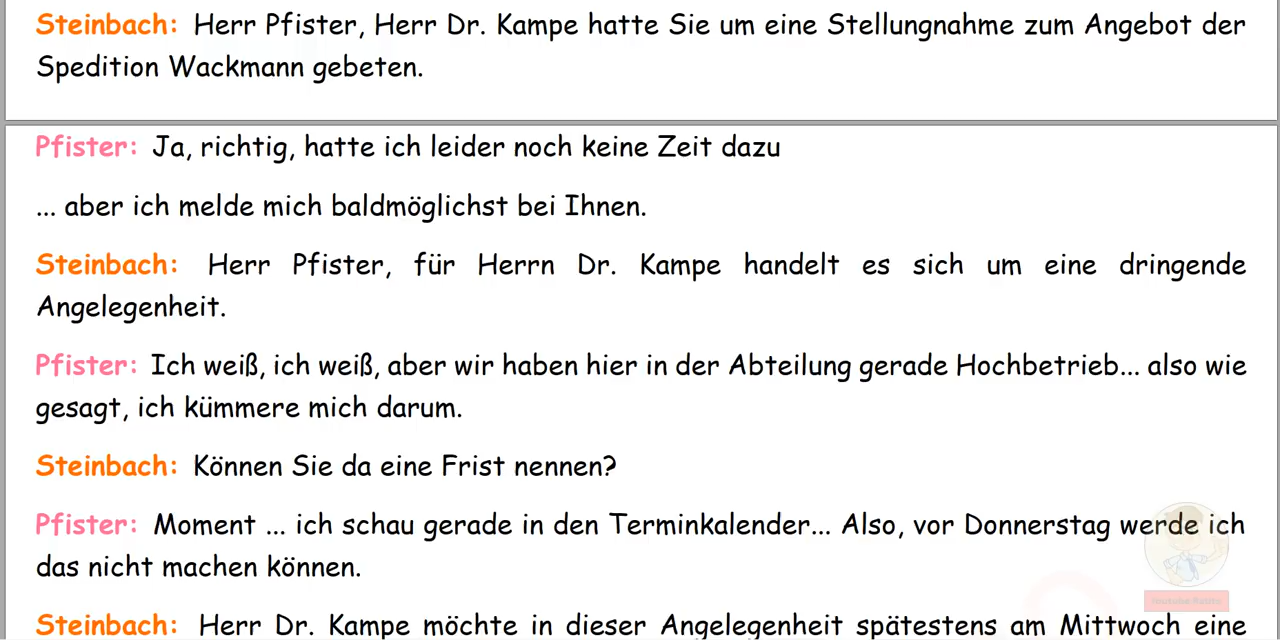 Steinbach: Herr Pfister, Herr Dr. Kampe hatte Sie um eine Stellungnahme zum Angebot der
Spedition Wackmann gebeten.
Pfister: Ja, richtig, hatte ich leider noch keine Zeit dazu
... aber ich melde mich baldmöglichst bei Ihnen.
Steinbach: Herr Pfister, für Herrn Dr. Kampe handelt es sich um eine dringende
Angelegenheit.
Pfister: Ich weiß, ich weiß, aber wir haben hier in der Abteilung gerade Hochbetrieb... also wie
gesagt, ich kümmere mich darum.
Steinbach: Können Sie da eine Frist nennen?
Pfister: Moment ... ich schau gerade in den Terminkalender... Also, vor Donnerstag werde ich
das nicht machen können.
Steinbach: Herr Dr. Kampe möchte in dieser Angelegenheit spätestens am Mittwoch eine